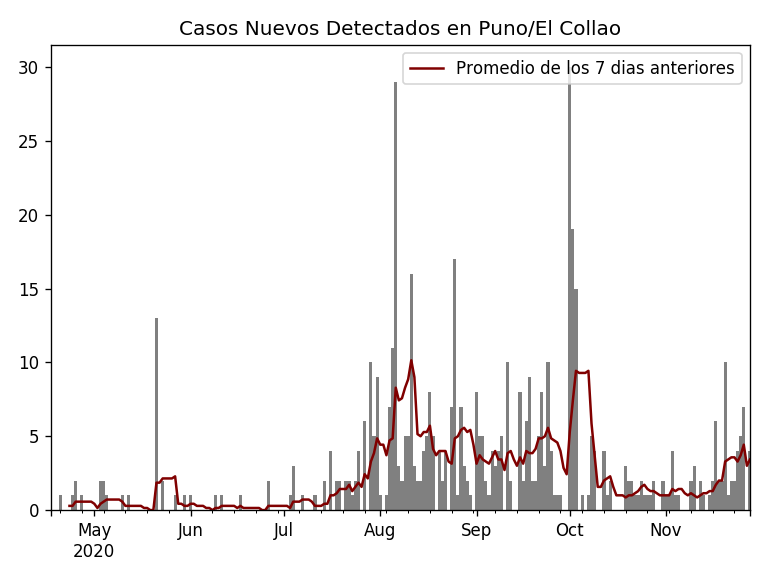 Casos Nuevos Detectados en Puno/El Collao
Promedio de los 7 dias anteriores
30
25
20
15
10
5
0
May Jun Jul Aug Sep Oct Nov
2020